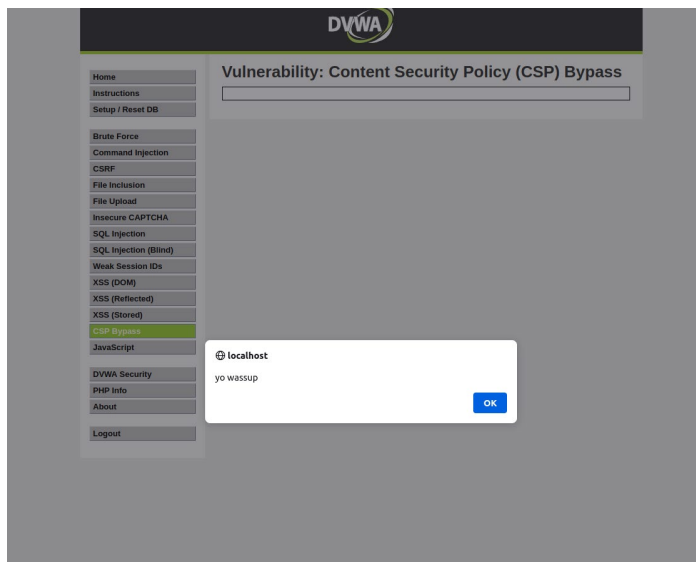 DVWA
Vulnerability: Content Security Policy (CSP) Bypass
Home
Instructions
Setup / Reset DB
Brute Force
Command Injection
CSRF
File Inclusion
File Upload
Insecure CAPTCHA
SQL Injection
SQL Injection (Blind)
Weak Session IDs
XSS (DOM)
XSS (Reflected)
XSS (Stored)
CSP Bypass
JavaScript
DVWA Security
PHP Info
About
Logout
localhost
yo wassup
OK